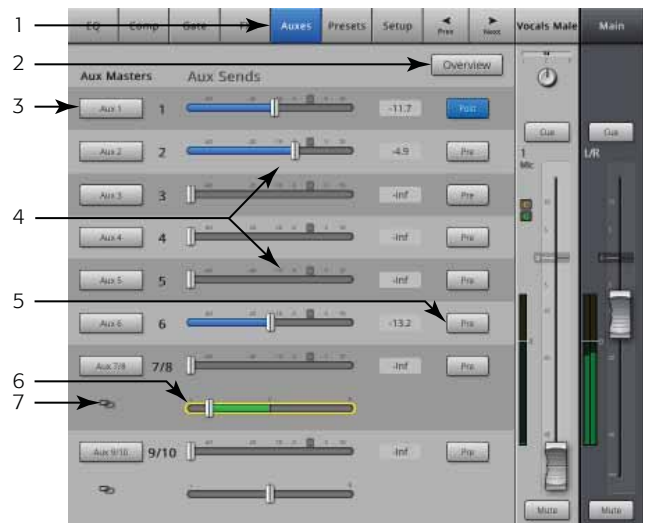 1
EQ Comp Gate FX Auxes Presets Setup Prev Next Vocals Male Main
2
Overview
Aux Masters Aux Sends
3
Aux 1 1 -11.7 Post
Cue Cue
Aux 2 2 -4.9 Pre
1 L/R
Mic
Aux 3 3 -Inf Pre
4
Aux 4 4 -Inf Pre
5
Aux 5 5 -Inf
Aux 6 6 -13.2 Pre
Aux 7/8 7/8 -Inf Pre
6
7
Aux 9/10 9/10 -Inf Pre
Mute Mute